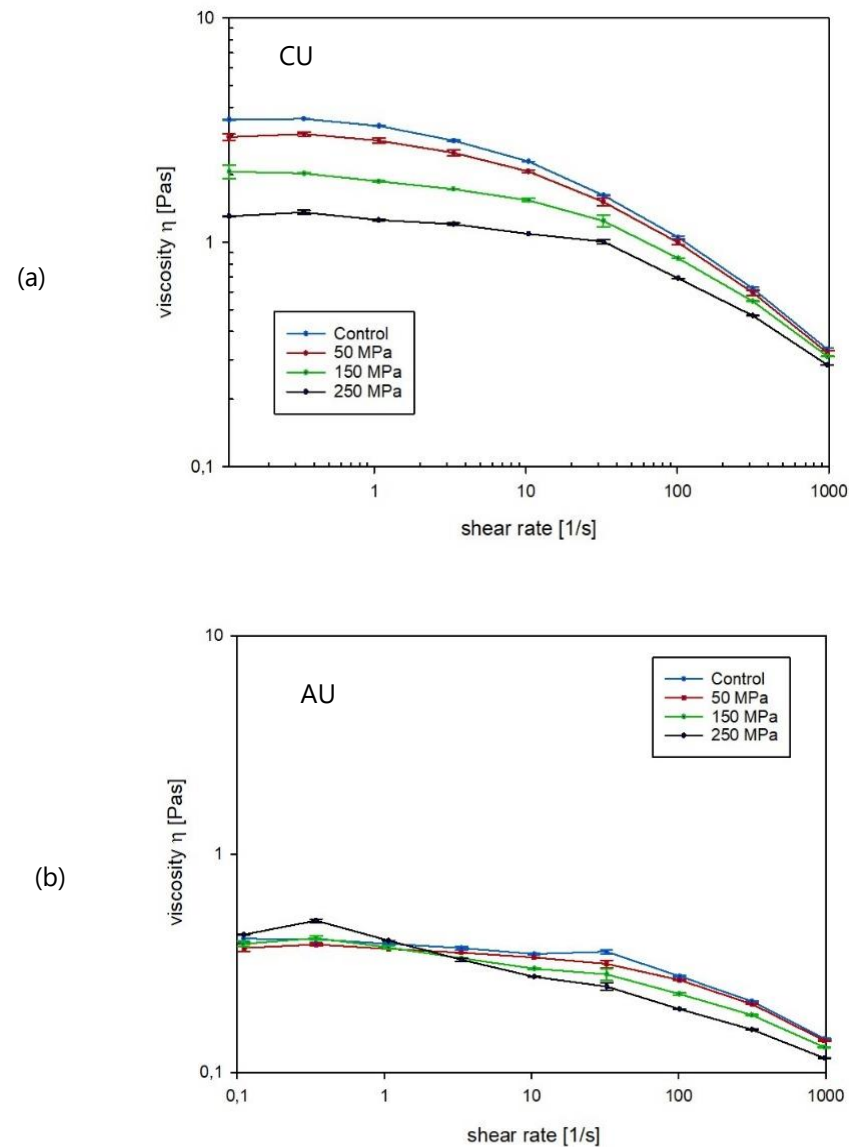 10
CU
viscosity η [Pas]
1
(a)
Control
50 MPa
150 MPa
250 MPa
0,1
1 10 100 1000
shear rate [1/s]
10
Control
50 MPa
150 MPa
250 MPa
AU
viscosity η [Pas]
1
(b)
0,1
0,1 1 10 100 1000
shear rate [1/s]